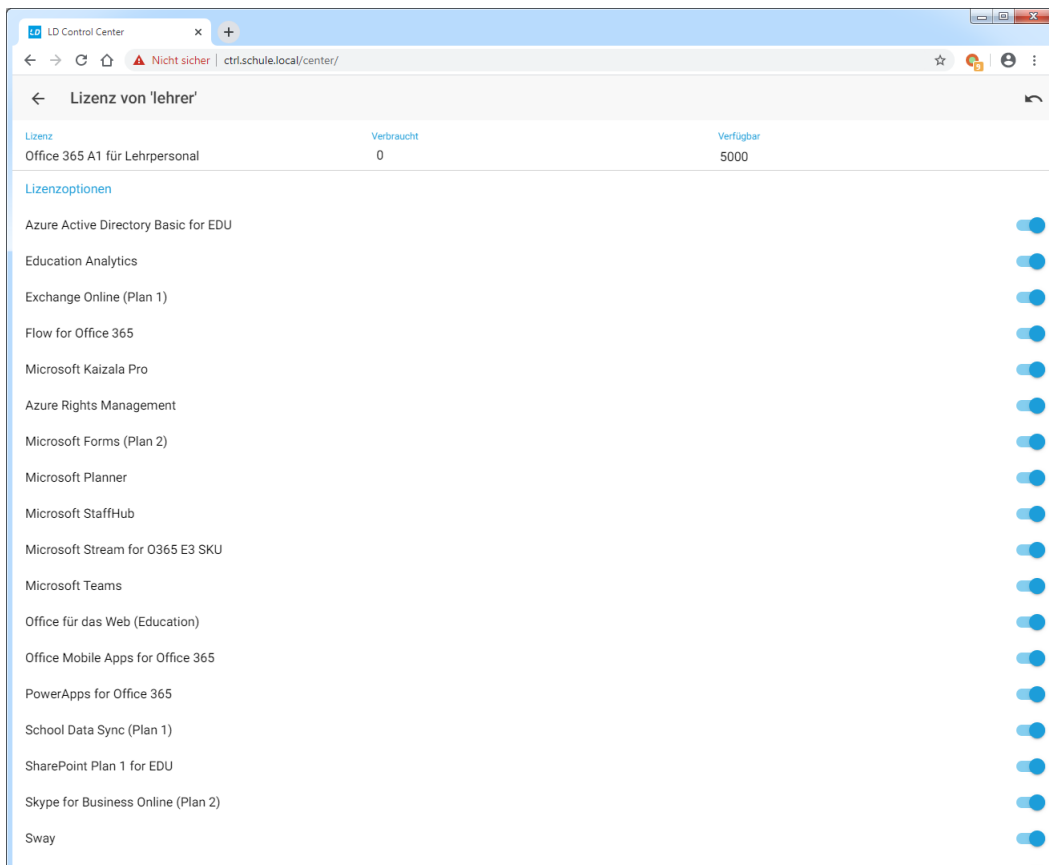 LD LD Control Center
Nicht sicher | ctrl.schule.local/center/
Lizenz von 'lehrer'
Lizenz Verbraucht Verfügbar
Office 365 A1 für Lehrpersonal 0 5000
Lizenzoptionen
Azure Active Directory Basic for EDU
Education Analytics
Exchange Online (Plan 1)
Flow for Office 365
Microsoft Kaizala Pro
Azure Rights Management
Microsoft Forms (Plan 2)
Microsoft Planner
Microsoft StaffHub
Microsoft Stream for O365 E3 SKU
Microsoft Teams
Office für das Web (Education)
Office Mobile Apps for Office 365
PowerApps for Office 365
School Data Sync (Plan 1)
SharePoint Plan 1 for EDU
Skype for Business Online (Plan 2)
Sway